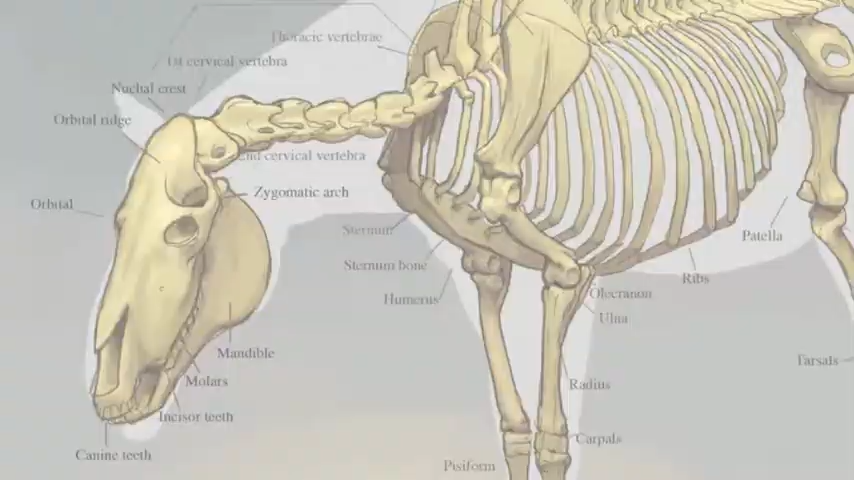 Thoracic vertebrae
1st cervical vertebra
Nuchal crest
Orbital ridge
2nd cervical vertebra
Zygomatic arch
Orbital
Sternum
Patella
Sternum bone
Ribs
Humerus
Olecranon
Ulna
Mandible
Tarsals
Molars
Radius
Incisor teeth
Carpals
Canine teeth
Pisiform